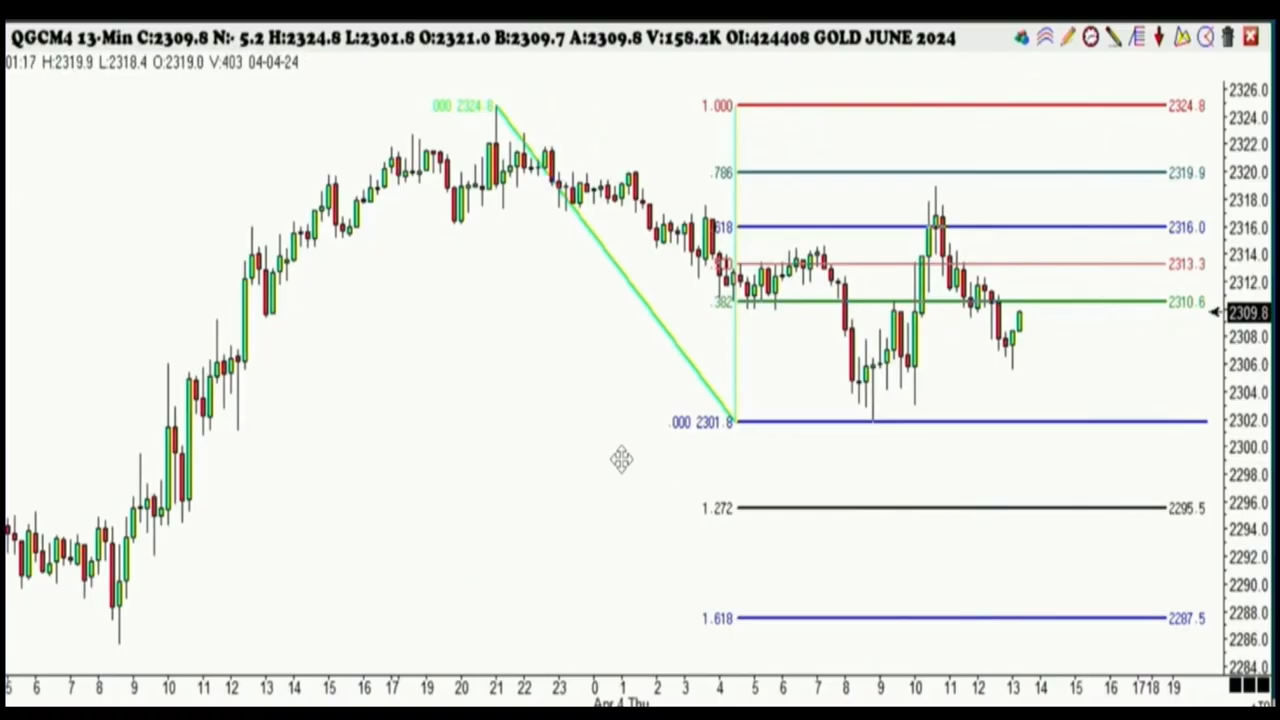 QGCM4 13-Min C:2309.8 N:- 5.2 H:2324.8 L:2301.8 O:2321.0 B:2309.7 A:2309.8 V:158.2K OI:424408 GOLD JUNE 2024
01:17 H:2319.9 L:2318.4 O:2319.0 V:403 04-04-24
2326.0
000 2324.8 1.000 2324.8
2324.0
2322.0
.786 2319.9 2320.0
2318.0
618 2316.0 2316.0
2314.0
2313.3
2312.0
.382 2310.6
2309.8
2308.0
2306.0
2304.0
.000 2301.8 2302.0
2300.0
2298.0
2296.0
1.272 2295.5
2294.0
2292.0
2290.0
2288.0
1.618 2287.5
2286.0
2284.0
5 6 7 8 9 10 11 12 13 14 15 16 17 19 20 21 22 23 0 1 2 3 4 5 6 7 8 9 10 11 12 13 14 15 16 17 18 19
Apr 4 Thu